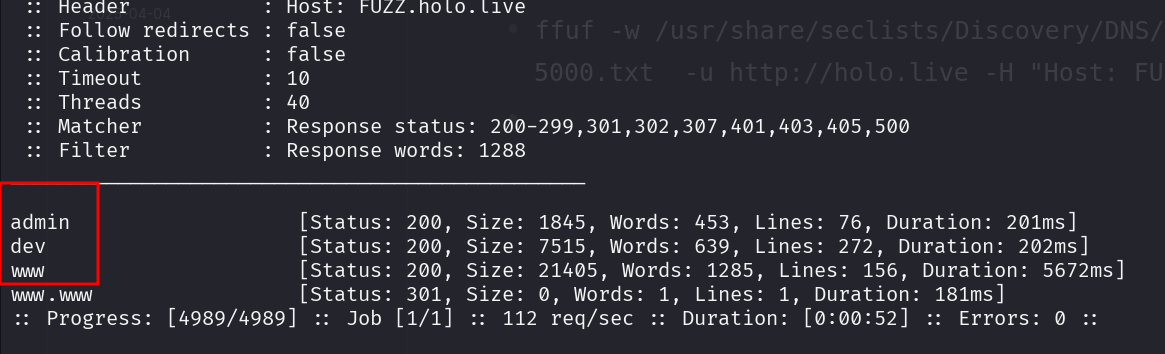 :: Header : Host: FUZZ.holo.live
2023-04-04
:: Follow redirects : false
ffuf -w /usr/share/seclists/Discovery/DNS/
:: Calibration : false
5000.txt -u http://holo.live -H "Host: FU
:: Timeout : 10
:: Threads : 40
:: Matcher : Response status: 200-299,301,302,307,401,403,405,500
:: Filter : Response words: 1288
admin [Status: 200, Size: 1845, Words: 453, Lines: 76, Duration: 201ms]
dev [Status: 200, Size: 7515, Words: 639, Lines: 272, Duration: 202ms]
www [Status: 200, Size: 21405, Words: 1285, Lines: 156, Duration: 5672ms]
www.www [Status: 301, Size: 0, Words: 1, Lines: 1, Duration: 181ms]
:: Progress: [4989/4989] :: Job [1/1] :: 112 req/sec :: Duration: [0:00:52] :: Errors: 0 ::